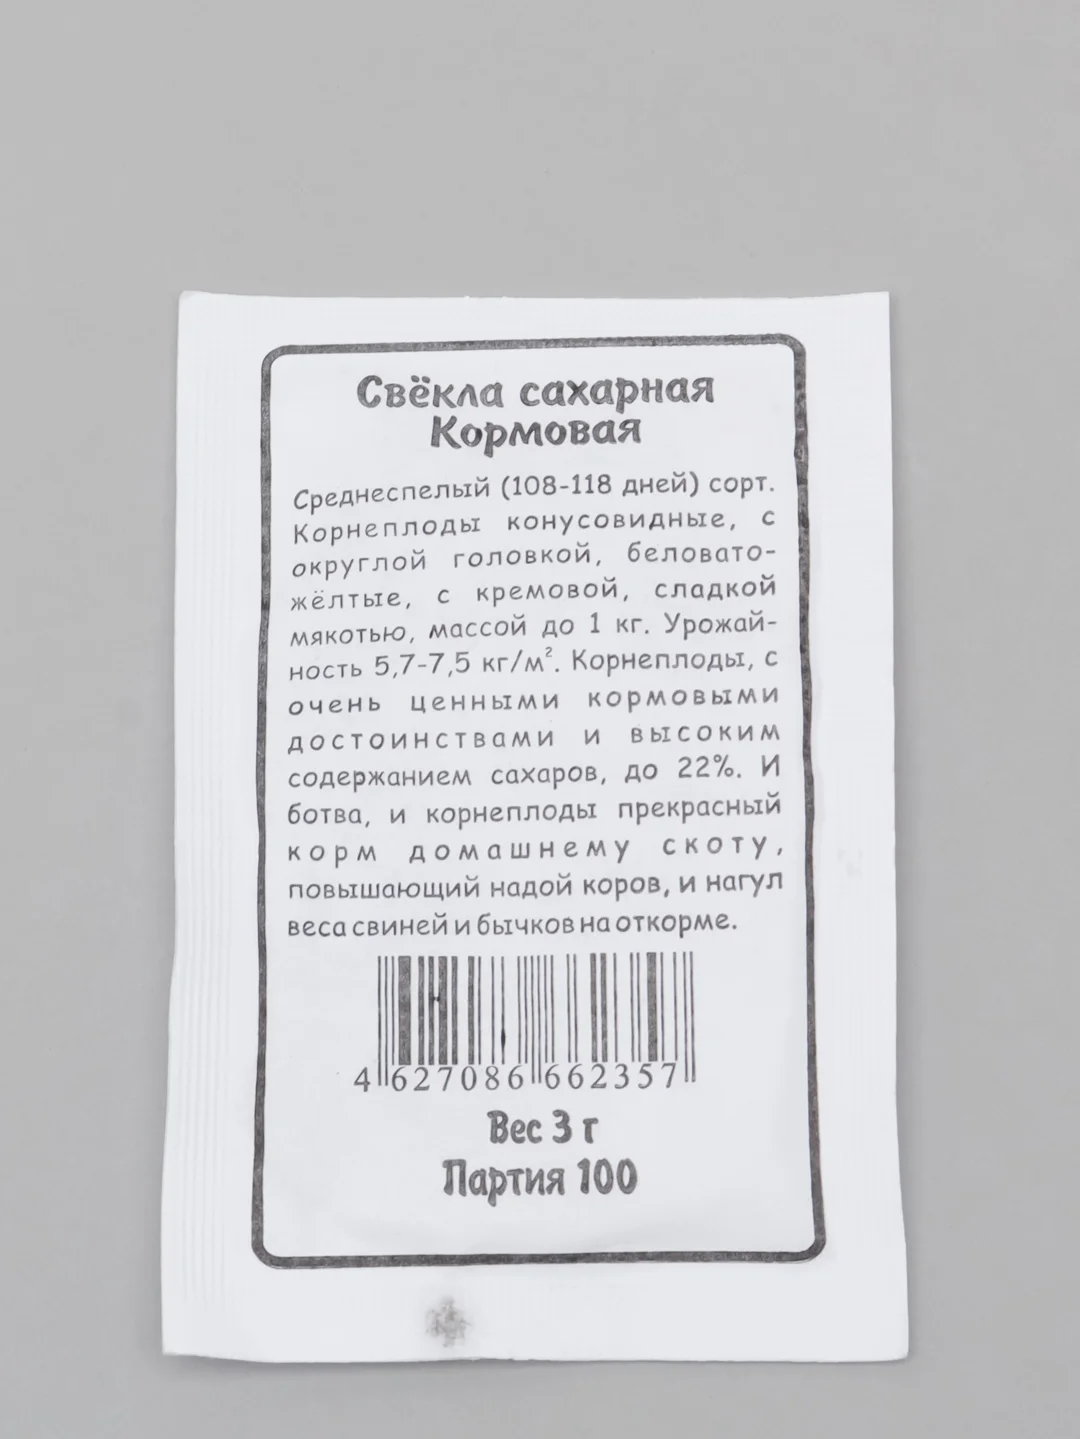 Свёкла сахарная
Кормовая
Среднеспелый (108-118 дней) сорт.
Корнеплоды конусовидные, с
округлой головкой, беловато-
жёлтые, с кремовой, сладкой
мякотью, массой до 1 кг. Урожай-
ность 5,7-7,5 кг/м². Корнеплоды, с
очень ценными кормовыми
достоинствами и высоким
содержанием сахаров, до 22%. И
ботва, и корнеплоды прекрасный
корм домашнему скоту,
повышающий надой коров, и нагул
веса свиней и бычков на откорме.
4 627086 662357
Вес 3 г
Партия 100